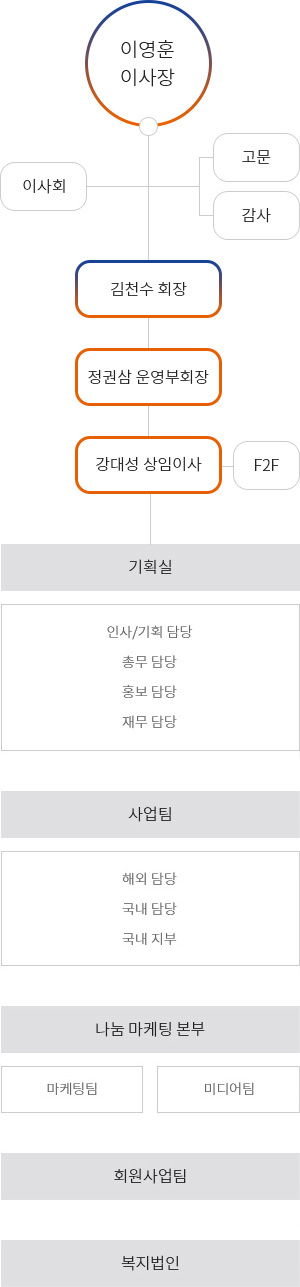 이영훈
이사장
고문
이사회
감사
김천수 회장
정권삼 운영부회장
강대성 상임이사
F2F
기획실
인사/기획 담당
총무 담당
홍보 담당
재무 담당
사업팀
해외 담당
국내 담당
국내 지부
나눔 마케팅 본부
마케팅팀
미디어팀
회원사업팀
복지법인